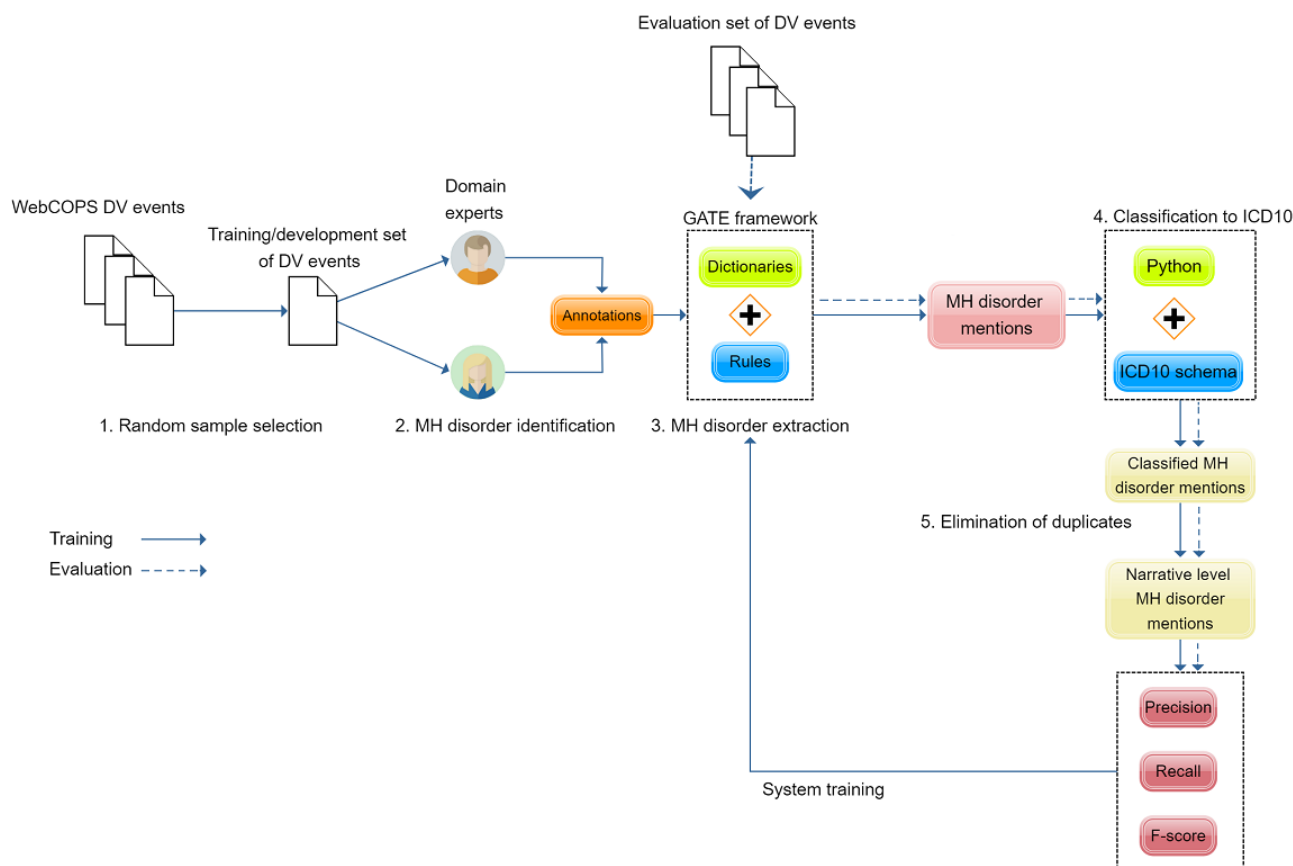 Evaluation set of DV events
WebCOPS DV events
Training/development set
of DV events
Domain
experts
GATE framework
4. Classification to ICD10
Dictionaries
Python
Annotations
MH disorder
mentions
Rules
ICD10 schema
1. Random sample selection
2. MH disorder identification
3. MH disorder extraction
Classified MH
disorder mentions
5. Elimination of duplicates
Training
Evaluation
Narrative level
MH disorder
mentions
Precision
Recall
System training
F-score